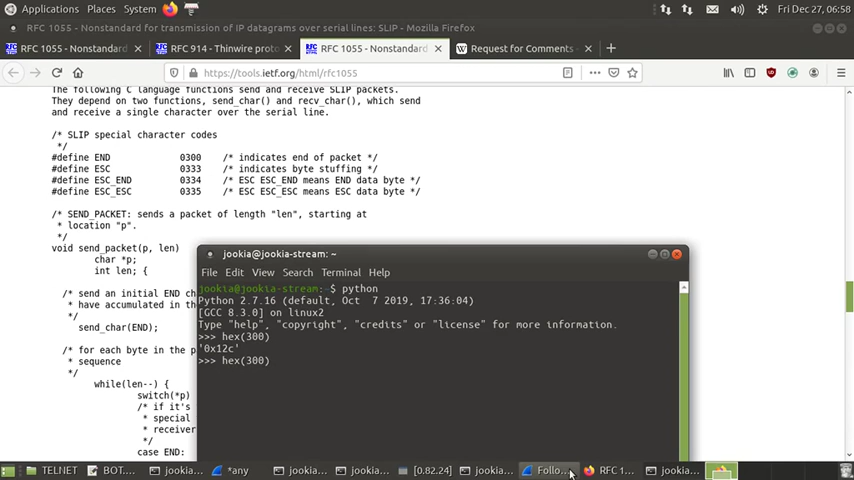 Applications Places System Fri Dec 27, 06:58
RFC 1055 - Nonstandard for transmission of IP datagrams over serial lines: SLIP - Mozilla Firefox
RFC 1055 - Nonstandard RFC 914 - Thinwire proto RFC 1055 - Nonstandard Request for Comments -
https://tools.ietf.org/html/rfc1055
The following C language functions send and receive SLIP packets.
They depend on two functions, send_char() and recv_char(), which send
and receive a single character over the serial line.
/* SLIP special character codes
*/
#define END 0300 /* indicates end of packet */
#define ESC 0333 /* indicates byte stuffing */
#define ESC_END 0334 /* ESC ESC_END means END data byte */
#define ESC_ESC 0335 /* ESC ESC_ESC means ESC data byte */
/* SEND_PACKET: sends a packet of length "len", starting at
* location "p".
*/
void send_packet(p, len)
char *p;
int len; {
/* send an initial END ch
* have accumulated in th
*/
send_char(END);
/* for each byte in the p
* sequence
*/
while(len--) {
switch(*p)
/* if it's
* special
* receiver
*/
case END:
jookia@jookia-stream: ~
File Edit View Search Terminal Help
jookia@jookia-stream:~$ python
Python 2.7.16 (default, Oct 7 2019, 17:36:04)
[GCC 8.3.0] on linux2
Type "help", "copyright", "credits" or "license" for more information.
>>> hex(300)
'0x12c'
>>> hex(300)
TELNET BOT.... jookia... *any jookia... jookia... [0.82.24] jookia... Follo... RFC 1... jookia...